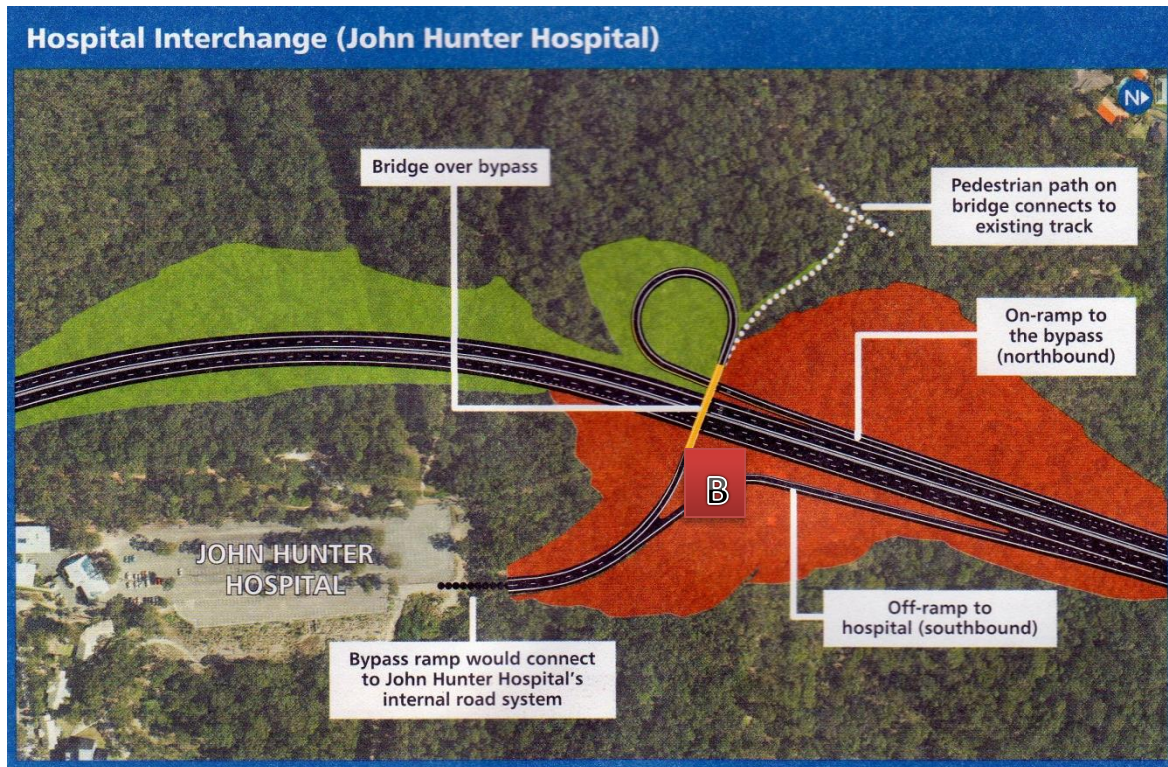 Hospital Interchange (John Hunter Hospital)
N
Bridge over bypass
Pedestrian path on
bridge connects to
existing track
On-ramp to
the bypass
(northbound)
B
JOHN HUNTER
HOSPITAL
Off-ramp to
hospital (southbound)
Bypass ramp would connect
to John Hunter Hospital's
internal road system